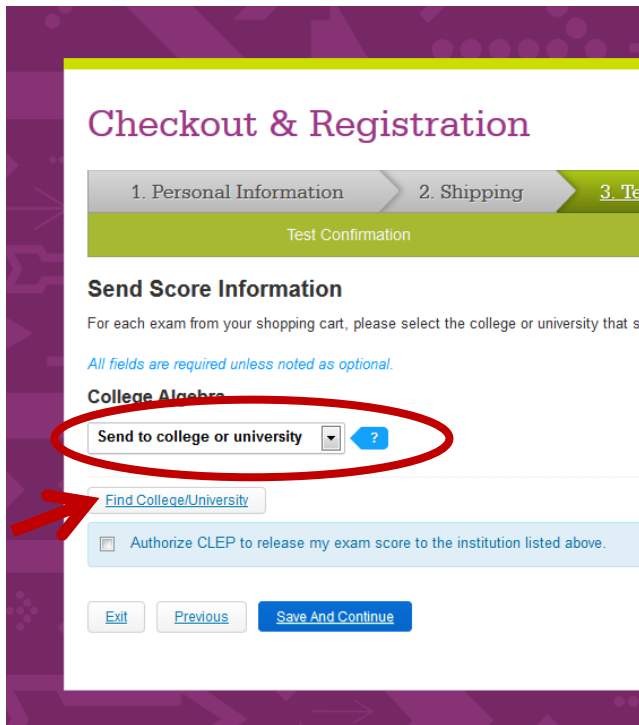 Checkout & Registration
1. Personal Information
2. Shipping
3. Te
Test Confirmation
Send Score Information
For each exam from your shopping cart, please select the college or university that s
All fields are required unless noted as optional.
College Algebra
Send to college or university
?
Find College/University
Authorize CLEP to release my exam score to the institution listed above.
Exit
Previous
Save And Continue